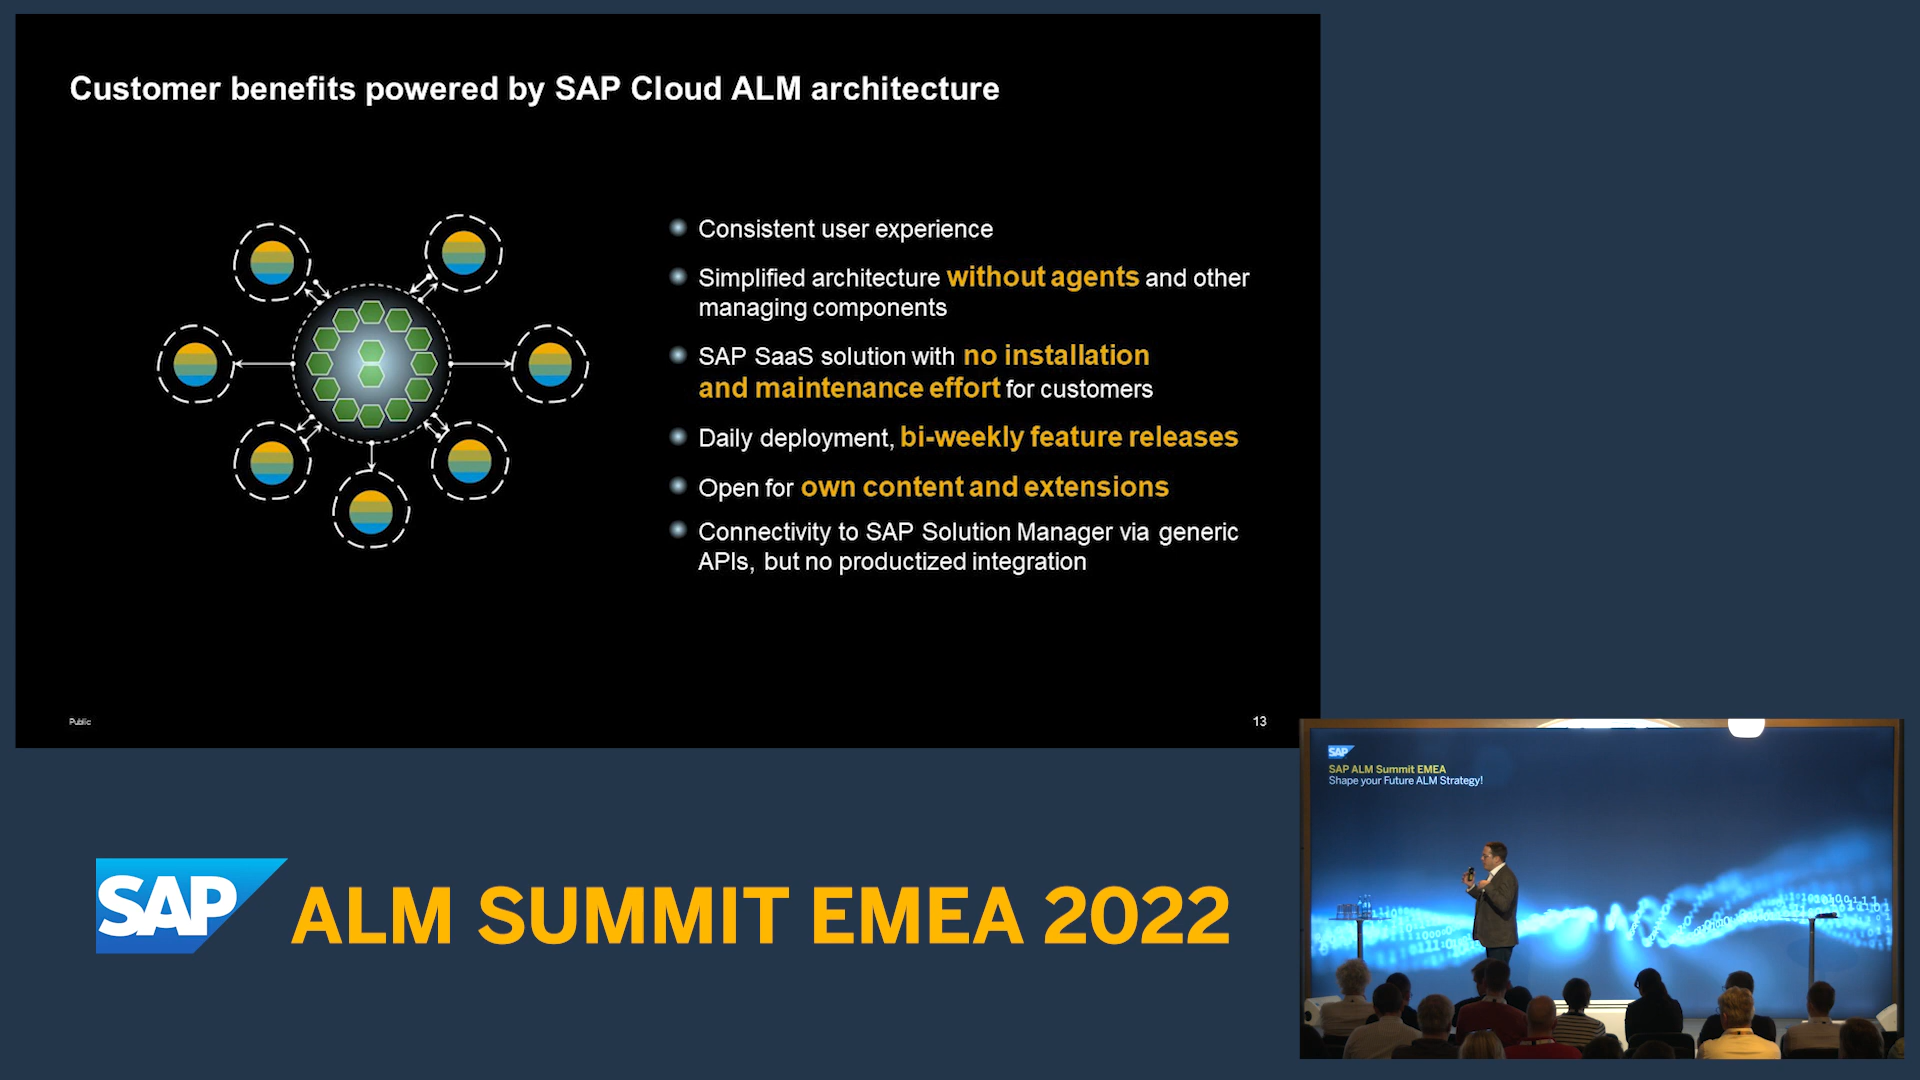 Customer benefits powered by SAP Cloud ALM architecture
Consistent user experience
Simplified architecture without agents and other
managing components
SAP SaaS solution with no installation
and maintenance effort for customers
Daily deployment, bi-weekly feature releases
Open for own content and extensions
Connectivity to SAP Solution Manager via generic
APIs, but no productized integration
Public
13
SAP
SAP ALM Summit EMEA
Shape your Future ALM Strategy!
SAP ALM SUMMIT EMEA 2022